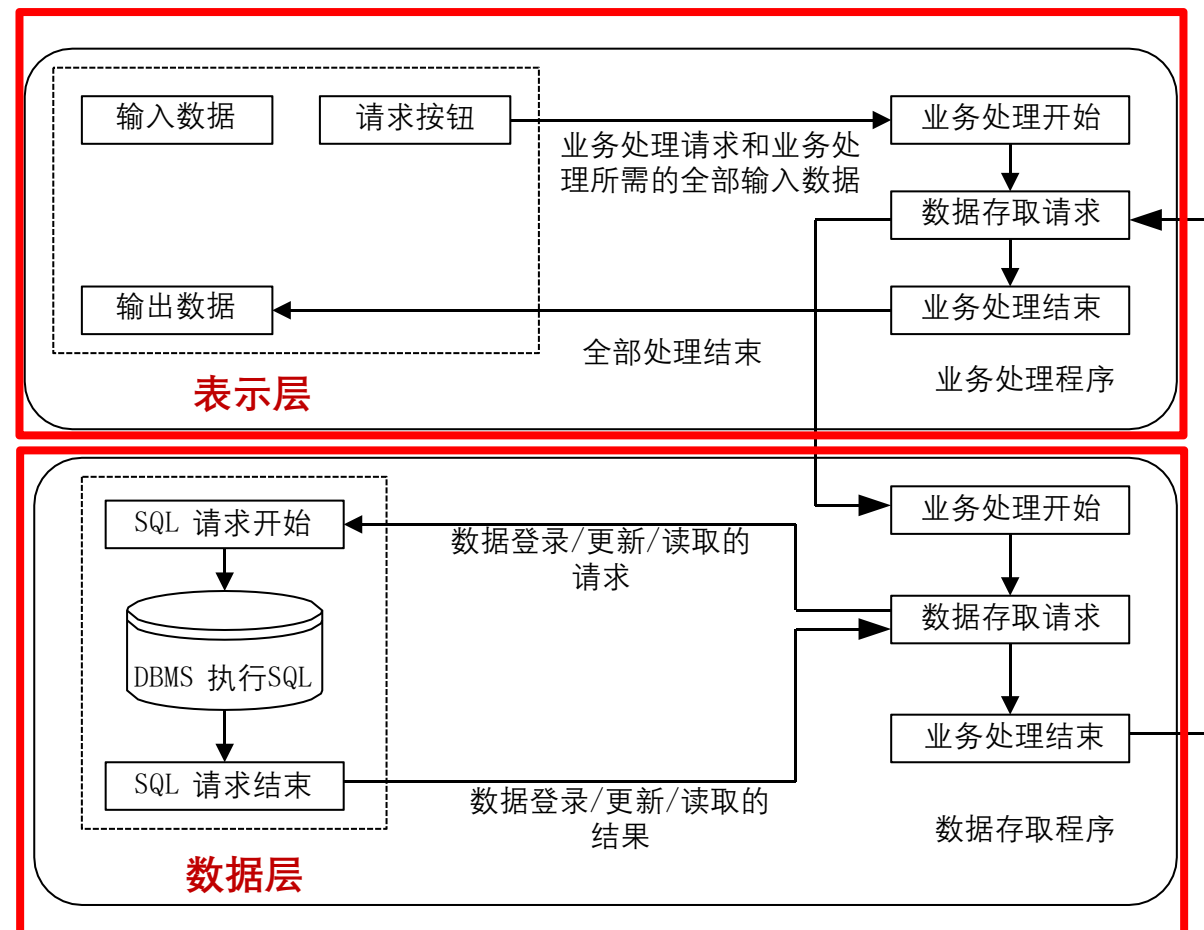 输入数据
请求按钮
业务处理开始
业务处理请求和业务处
理所需的全部输入数据
数据存取请求
输出数据
业务处理结束
全部处理结束
业务处理程序
表示层
SQL 请求开始
业务处理开始
数据登录/更新/读取的
请求
数据存取请求
DBMS 执行SQL
业务处理结束
SQL 请求结束
数据登录/更新/读取的
结果
数据存取程序
数据层